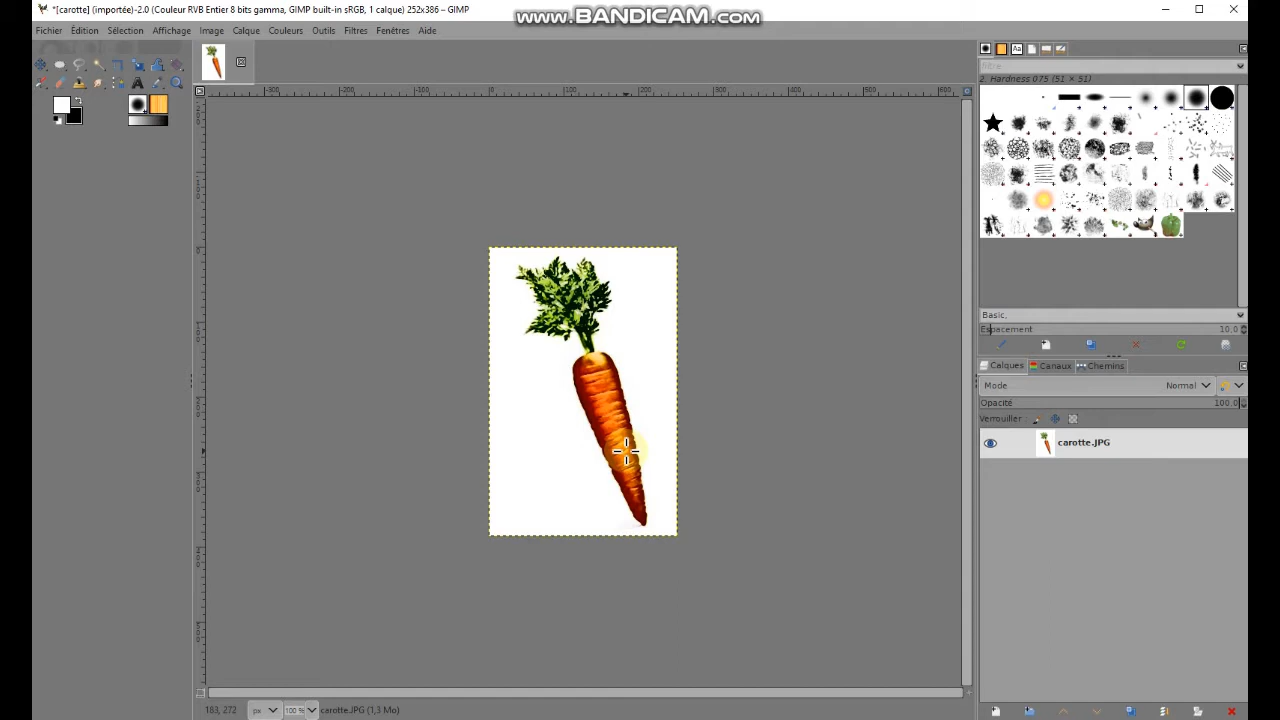 *[carotte] (importée)-2.0 (Couleur RVB Entier 8 bits gamma, GIMP built-in sRGB, 1 calque) 252x386 – GIMP
www.BANDICAM.com
Fichier Édition Sélection Affichage Image Calque Couleurs Outils Filtres Fenêtres Aide
filtre
2. Hardness 075 (51 × 51)
Basic,
Espacement 10,0
Calques Canaux Chemins
Mode Normal
Opacité 100,0
Verrouiller :
carotte.JPG
183, 272 px 100 % carotte.JPG (1,3 Mo)